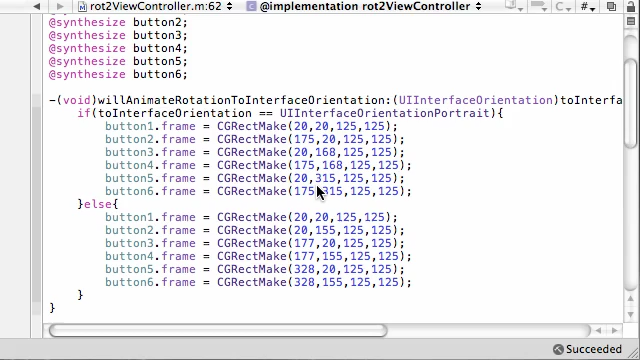 rot2ViewController.m:62 @implementation rot2ViewController
@synthesize button2;
@synthesize button3;
@synthesize button4;
@synthesize button5;
@synthesize button6;
-(void)willAnimateRotationToInterfaceOrientation:(UIInterfaceOrientation)toInterfa
if(toInterfaceOrientation == UIInterfaceOrientationPortrait){
button1.frame = CGRectMake(20,20,125,125);
button2.frame = CGRectMake(175,20,125,125);
button3.frame = CGRectMake(20,168,125,125);
button4.frame = CGRectMake(175,168,125,125);
button5.frame = CGRectMake(20,315,125,125);
button6.frame = CGRectMake(175,315,125,125);
}else{
button1.frame = CGRectMake(20,20,125,125);
button2.frame = CGRectMake(20,155,125,125);
button3.frame = CGRectMake(177,20,125,125);
button4.frame = CGRectMake(177,155,125,125);
button5.frame = CGRectMake(328,20,125,125);
button6.frame = CGRectMake(328,155,125,125);
}
}
Succeeded